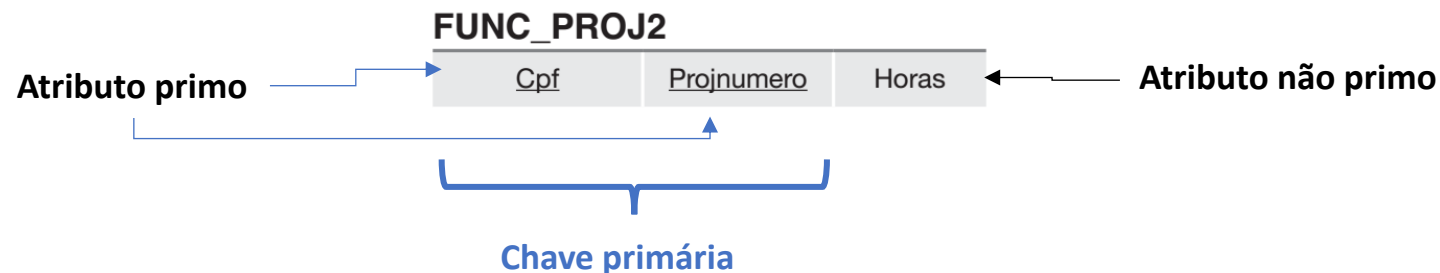 FUNC_PROJ2
Atributo primo
Cpf
Projnumero
Horas
Atributo não primo
Chave primária